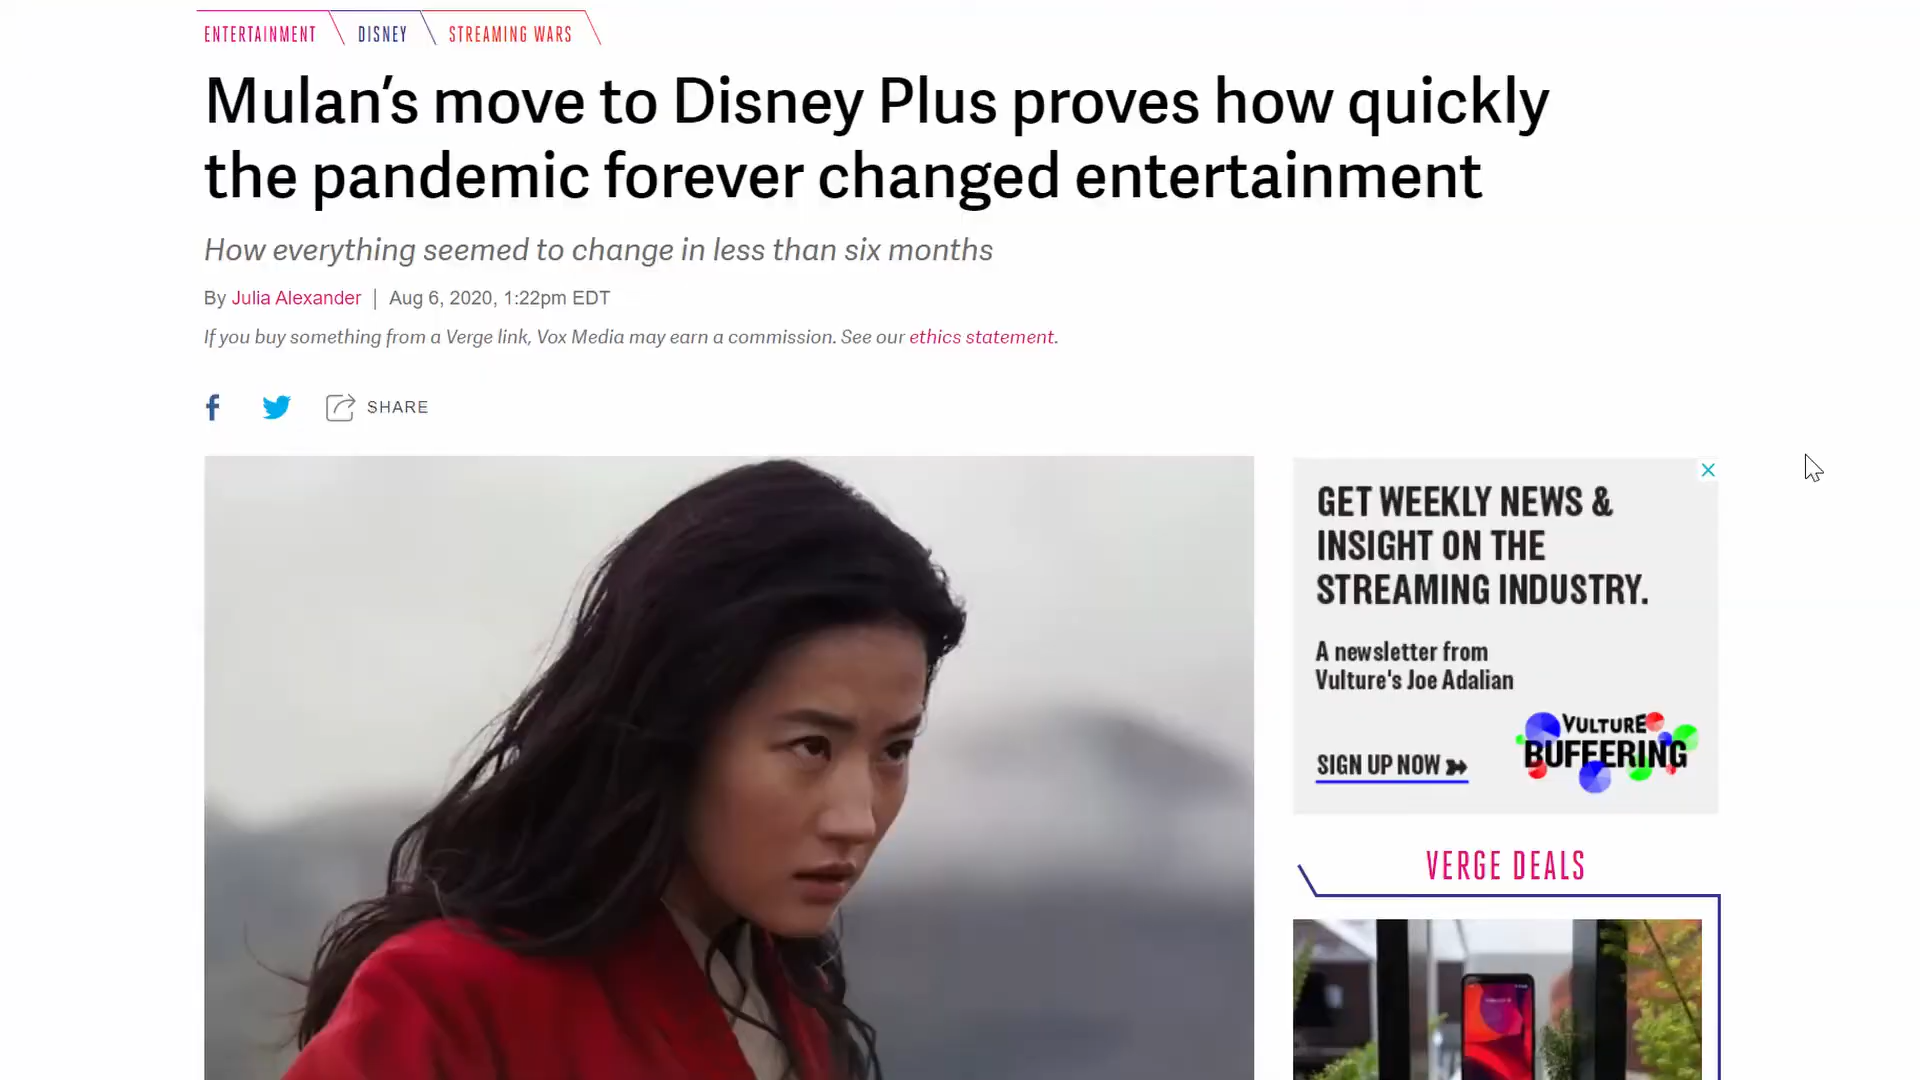 ENTERTAINMENT DISNEY STREAMING WARS
Mulan’s move to Disney Plus proves how quickly
the pandemic forever changed entertainment
How everything seemed to change in less than six months
By Julia Alexander | Aug 6, 2020, 1:22pm EDT
If you buy something from a Verge link, Vox Media may earn a commission. See our ethics statement.
SHARE
GET WEEKLY NEWS &
INSIGHT ON THE
STREAMING INDUSTRY.
A newsletter from
Vulture's Joe Adalian
SIGN UP NOW
VULTURE
BUFFERING
VERGE DEALS